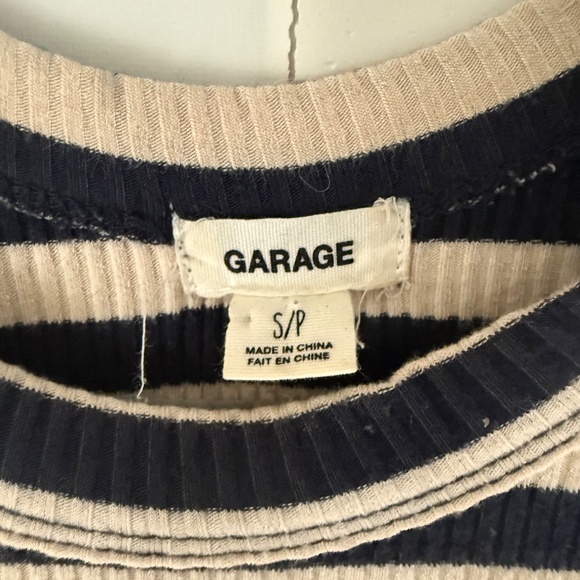 GARAGE
S/P
MADE IN CHINA
FAIT EN CHINE